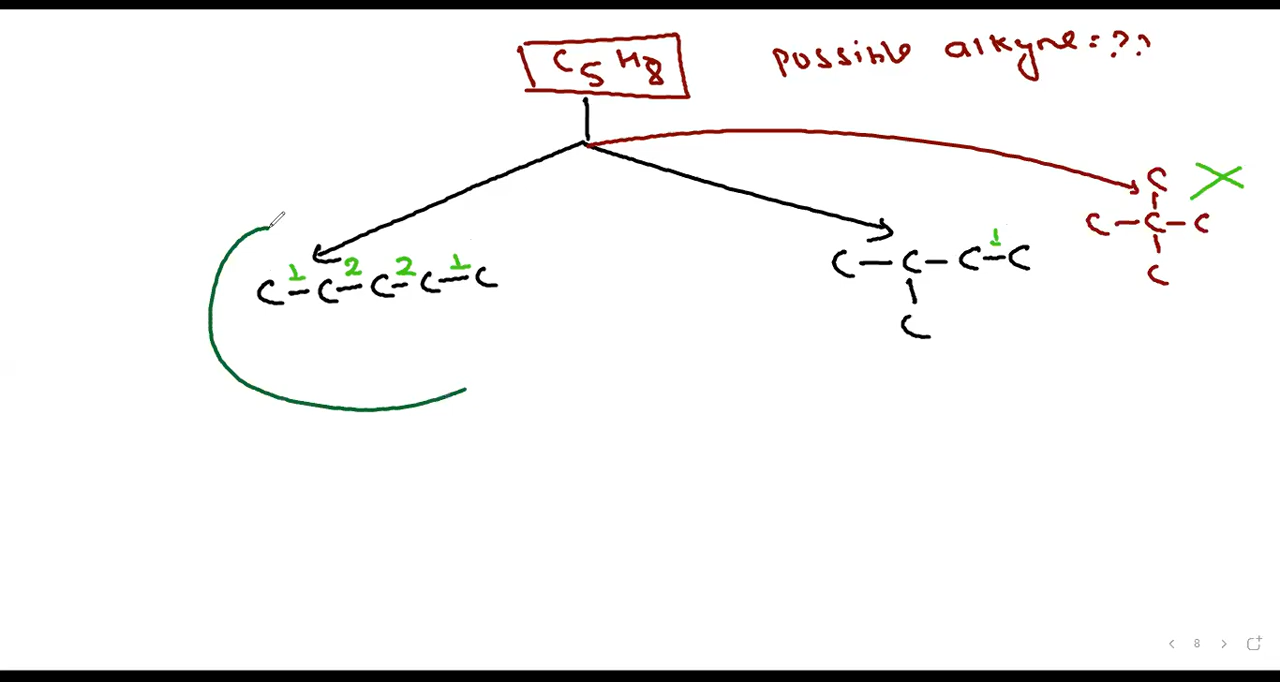 C5H8
possible alkyne = ??
C
C-C-C
C
1 2 2 1
C-C-C-C-C
1
C-C-C-C
C
8